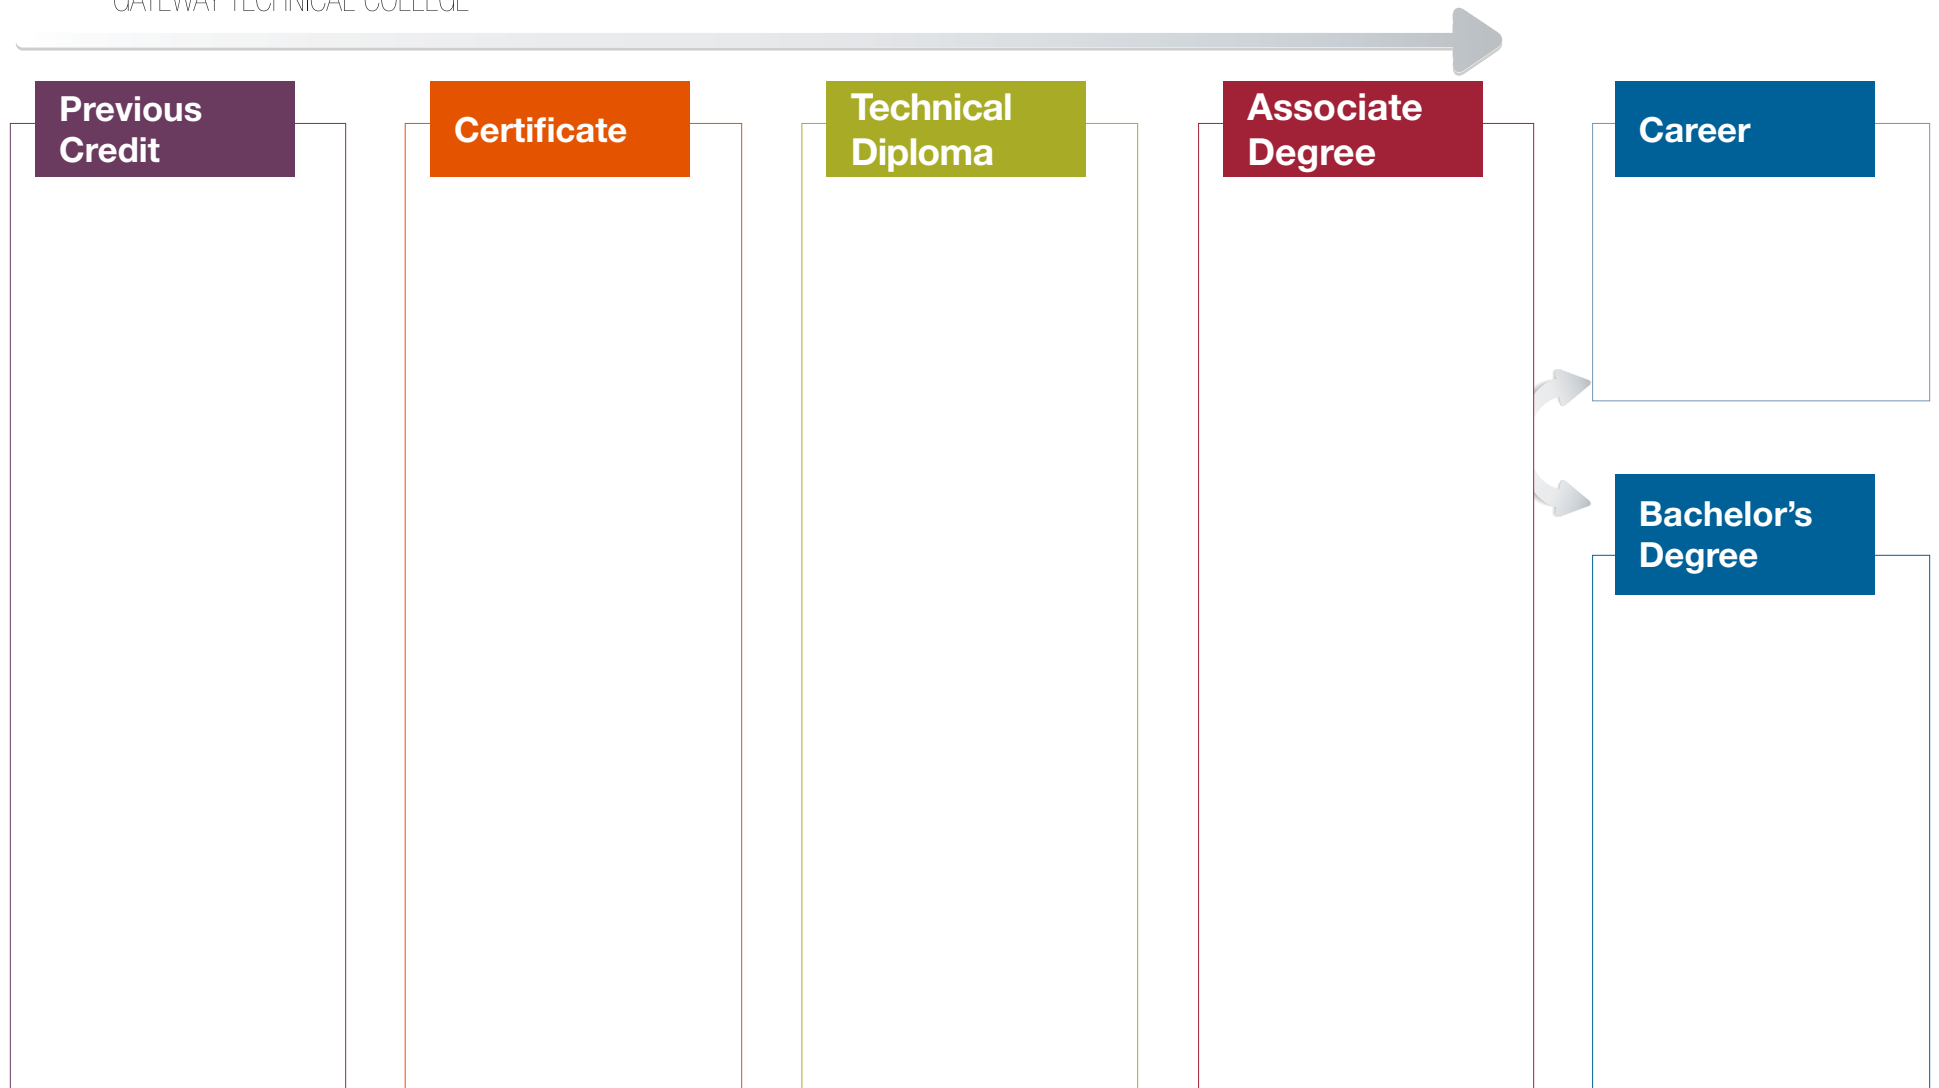 GATEWAY TECHNICAL COLLEGE
Previous
Credit
Certificate
Technical
Diploma
Associate
Degree
Career
Bachelor’s
Degree